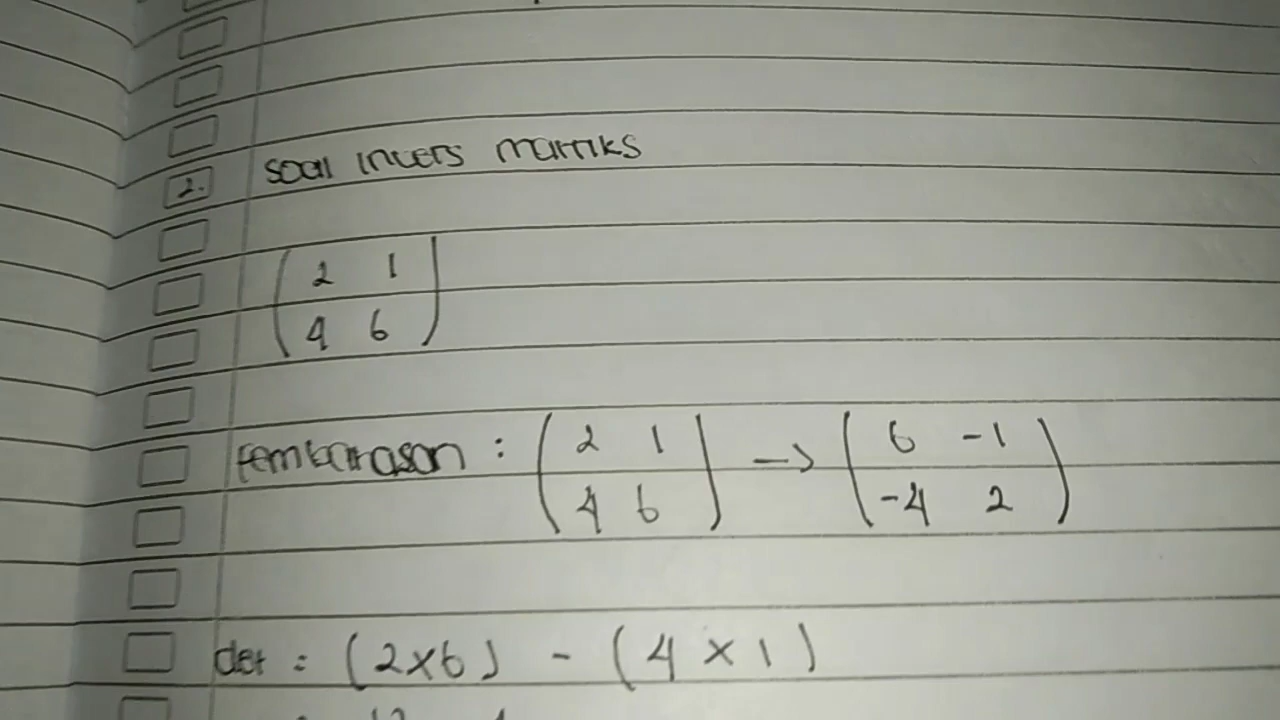 2. soal invers matriks
2 1
4 6
pembahasan : ( 2 1 ) -> ( 6 -1 )
( 4 6 ) ( -4 2 )
det = (2x6) - (4 x 1)